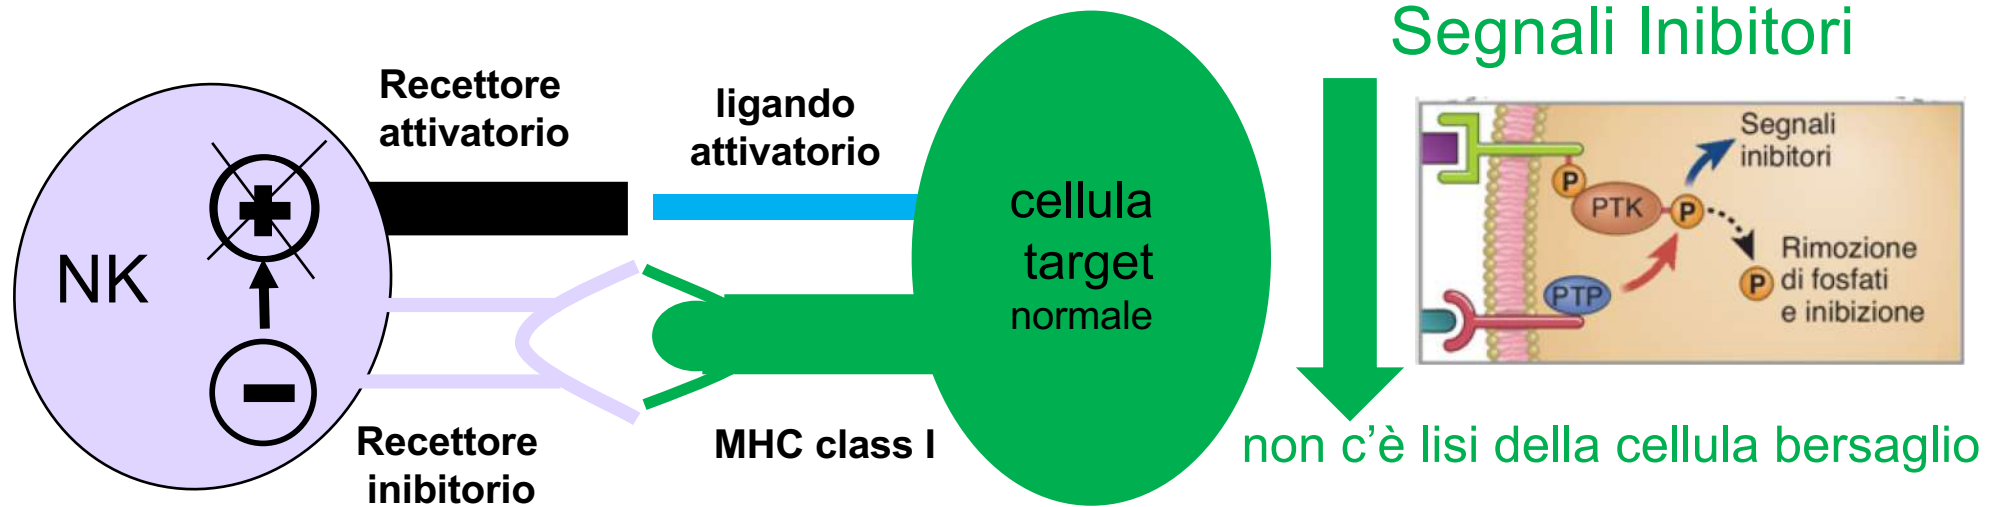 Segnali Inibitori
Recettore
attivatorio
ligando
attivatorio
NK
cellula
target
normale
Recettore
inibitorio
MHC class I
Segnali
inibitori
P
PTK
P
PTP
Rimozione
P di fosfati
e inibizione
non c'è lisi della cellula bersaglio